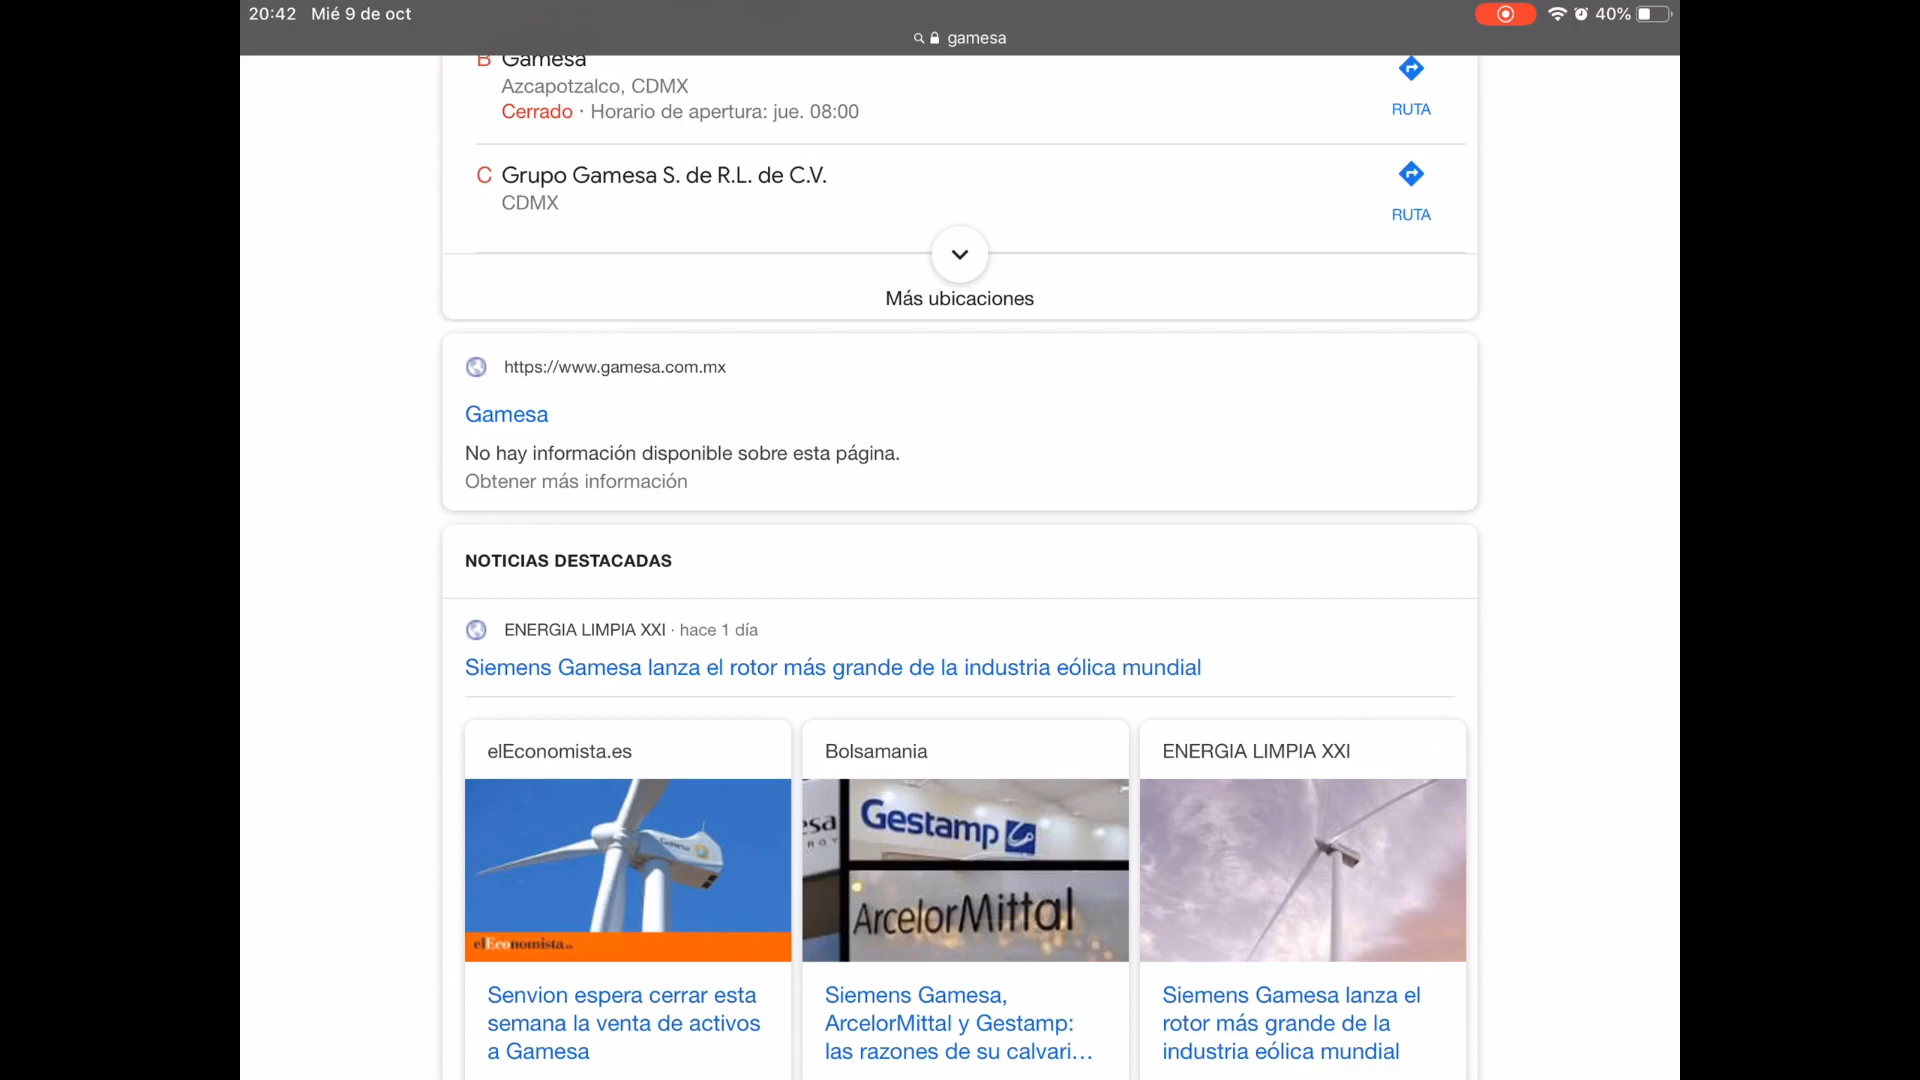 20:42 Mié 9 de oct
40%
gamesa
B Gamesa
Azcapotzalco, CDMX
Cerrado · Horario de apertura: jue. 08:00
RUTA
C Grupo Gamesa S. de R.L. de C.V.
CDMX
RUTA
Más ubicaciones
https://www.gamesa.com.mx
Gamesa
No hay información disponible sobre esta página.
Obtener más información
NOTICIAS DESTACADAS
ENERGIA LIMPIA XXI · hace 1 día
Siemens Gamesa lanza el rotor más grande de la industria eólica mundial
elEconomista.es
Gamesa
elEconomista.es
Senvion espera cerrar esta
semana la venta de activos
a Gamesa
Bolsamania
esa
Gestamp
ArcelorMittal
Siemens Gamesa,
ArcelorMittal y Gestamp:
las razones de su calvari...
ENERGIA LIMPIA XXI
Siemens Gamesa lanza el
rotor más grande de la
industria eólica mundial